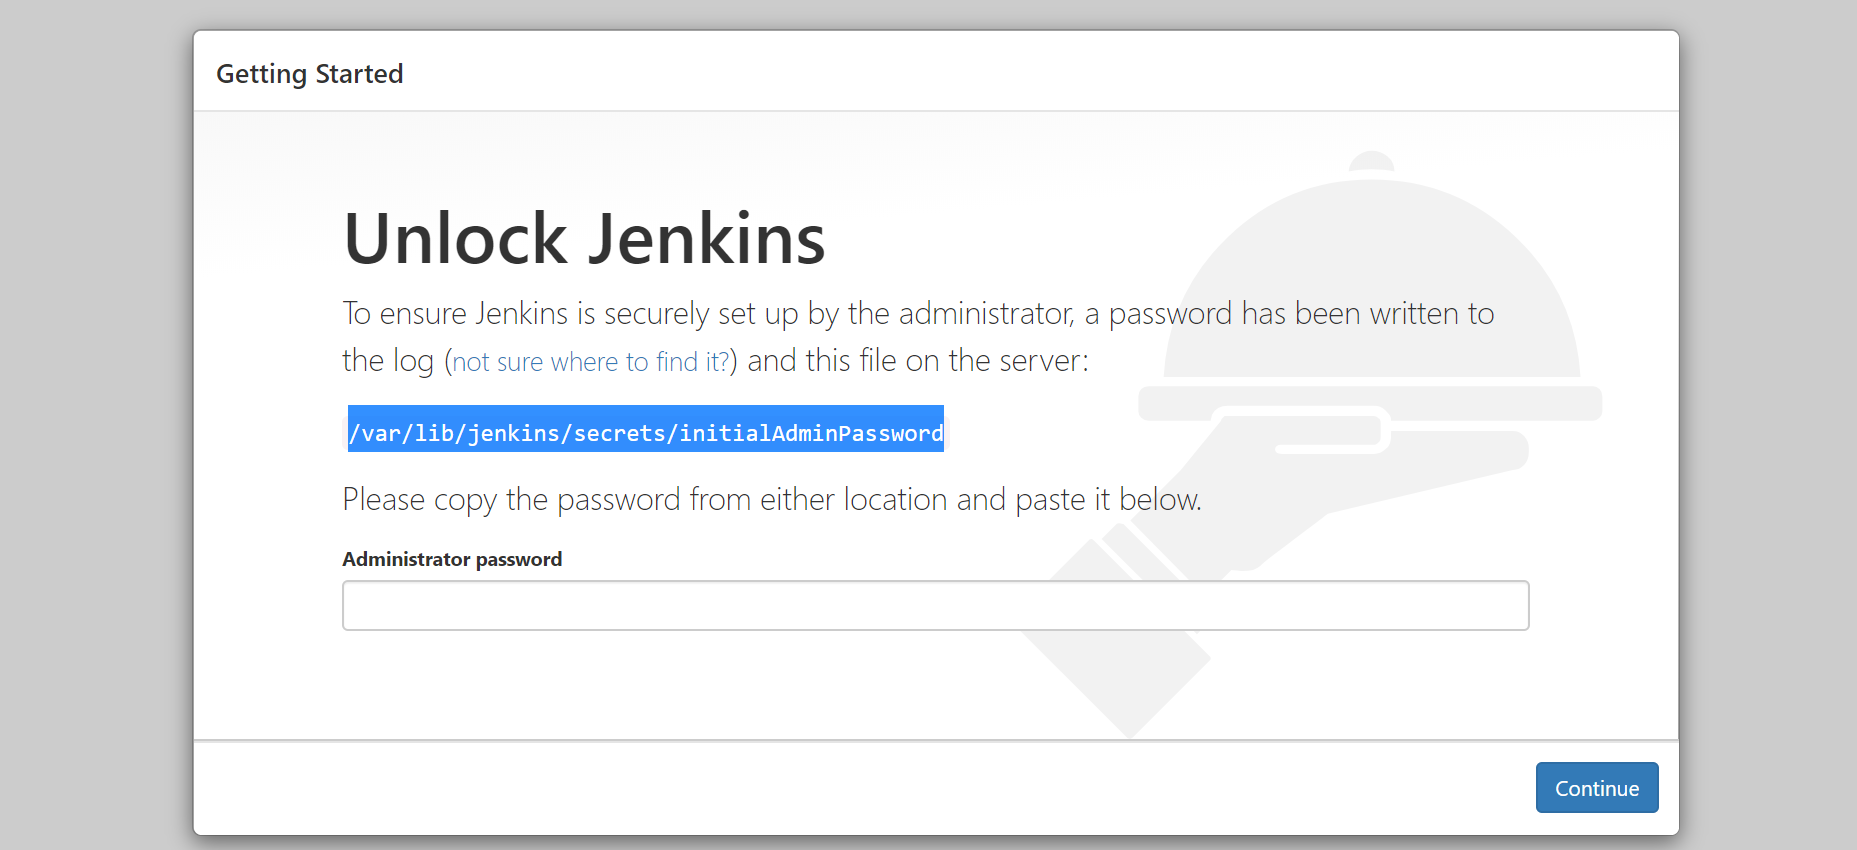 Getting Started
Unlock Jenkins
To ensure Jenkins is securely set up by the administrator, a password has been written to
the log (not sure where to find it?) and this file on the server:
/var/lib/jenkins/secrets/initialAdminPassword
Please copy the password from either location and paste it below.
Administrator password
Continue